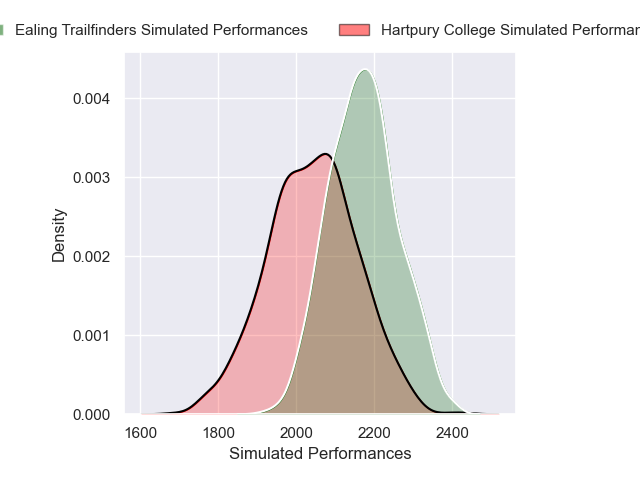 Ealing Trailfinders Simulated Performances
Hartpury College Simulated
0.004
0.003
0.002
0.001
0.000
Density
1600 1800 2000 2200 2400
Simulated Performances